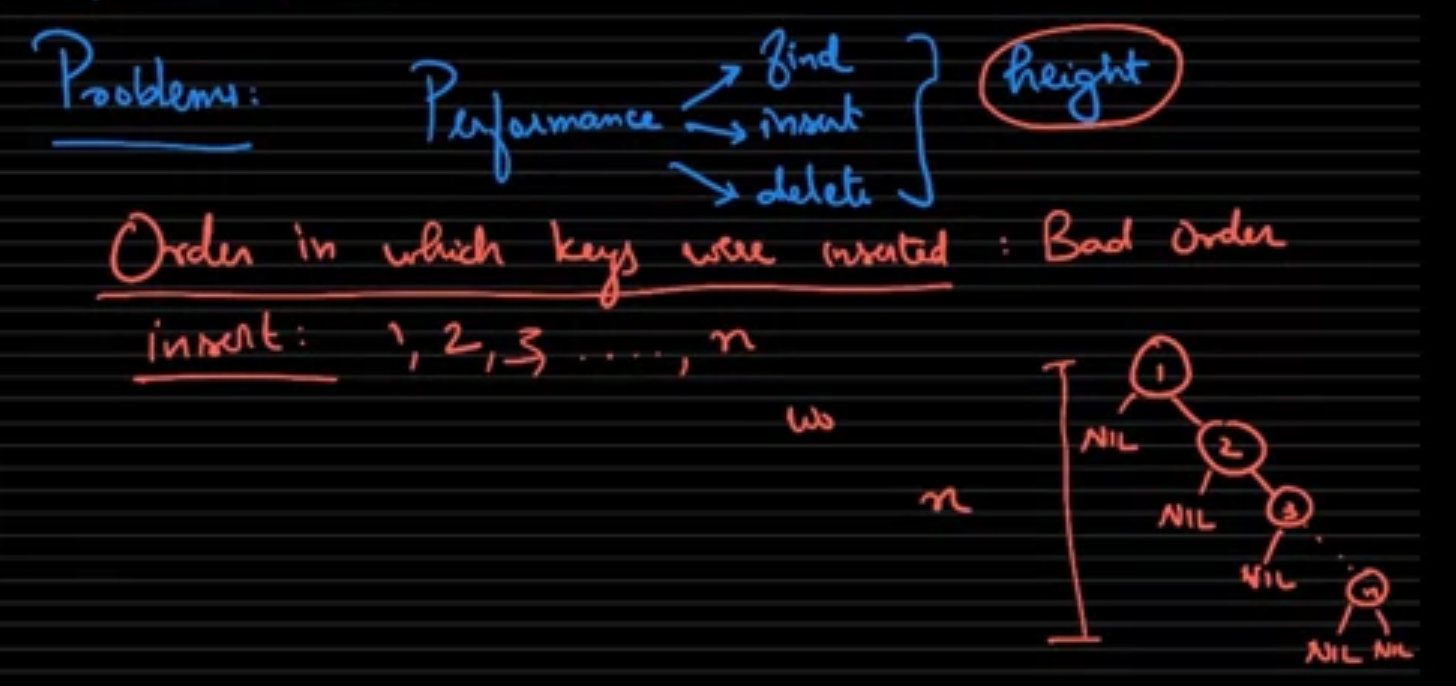 Problems: Performance find height
insert
delete
Order in which keys were inserted : Bad Order
insert: 1, 2, 3, ...., n
1
wo NIL 2
n NIL 3
NIL n
NIL NIL